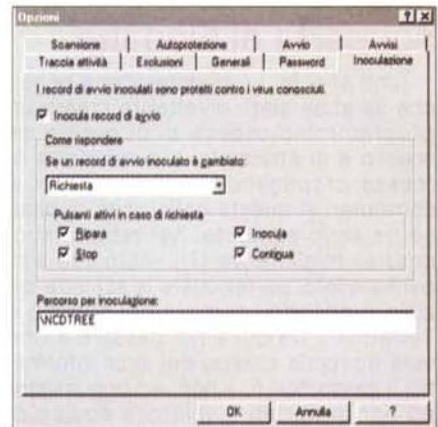 Opzioni
Scansione Autoprotezione Avvio Avvisi
Traccia attività Esclusioni Generali Password Inoculazione
I record di avvio inoculati sono protetti contro i virus conosciuti.
Inocula record di avvio
Come rispondere
Se un record di avvio inoculato è cambiato:
Richiesta
Pulsanti attivi in caso di richiesta
Ripara Inocula
Stop Continua
Percorso per inoculazione:
\NCDTREE
OK Annulla ?